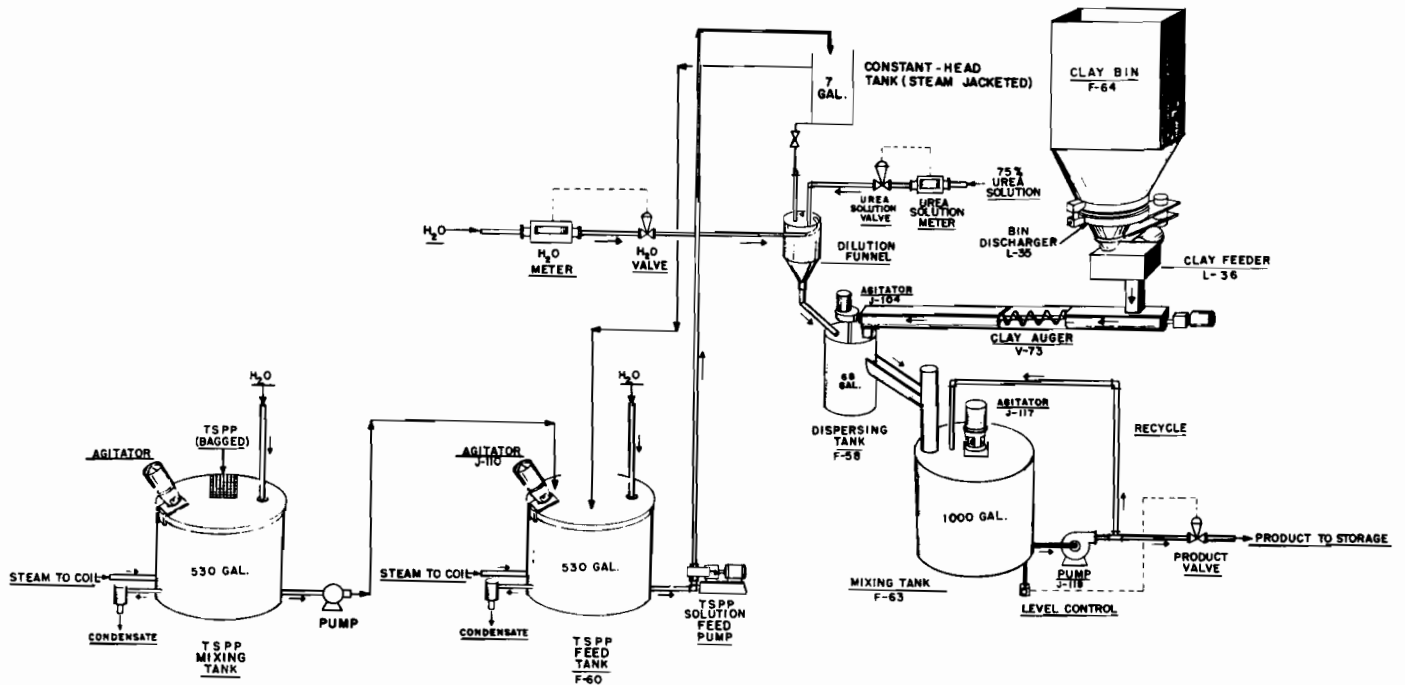 7
GAL.
CONSTANT-HEAD
TANK (STEAM JACKETED)
CLAY BIN
F-64
75%
UREA
SOLUTION
UREA
SOLUTION
VALVE
UREA
SOLUTION
METER
BIN
DISCHARGER
L-35
CLAY FEEDER
L-36
H2O
H2O
METER
H2O
VALVE
DILUTION
FUNNEL
AGITATOR
J-104
CLAY AUGER
V-73
68
GAL.
DISPERSING
TANK
F-58
AGITATOR
J-117
RECYCLE
H2O
TSPP
(BAGGED)
AGITATOR
530 GAL.
STEAM TO COIL
CONDENSATE
PUMP
TSPP
MIXING
TANK
H2O
AGITATOR
J-110
530 GAL.
STEAM TO COIL
CONDENSATE
TSPP
FEED
TANK
F-60
TSPP
SOLUTION
FEED
PUMP
1000 GAL.
MIXING TANK
F-63
PUMP
J-118
LEVEL CONTROL
PRODUCT
VALVE
PRODUCT TO STORAGE